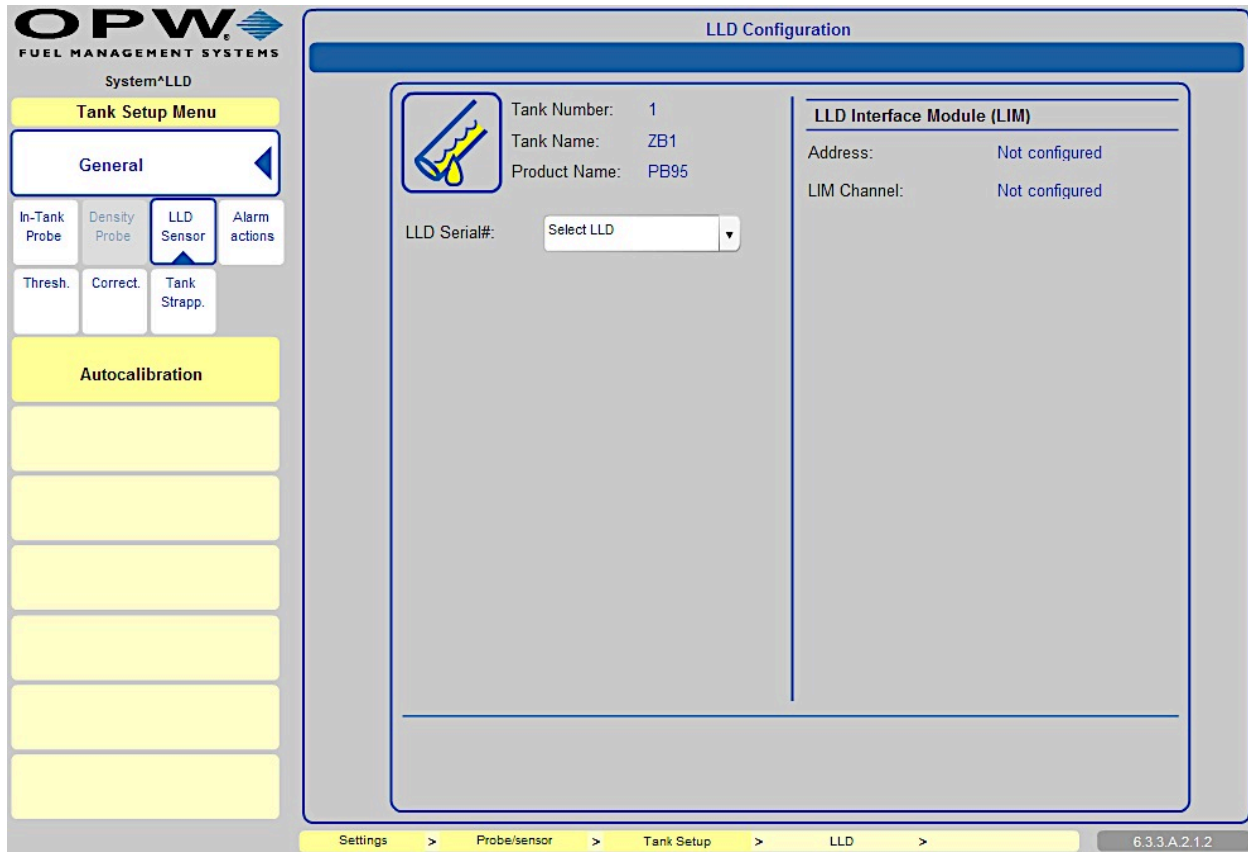 OPW
FUEL MANAGEMENT SYSTEMS
System^LLD
Tank Setup Menu
General
In-Tank Probe
Density Probe
LLD Sensor
Alarm actions
Thresh.
Correct.
Tank Strapp.
Autocalibration
LLD Configuration
Tank Number: 1
Tank Name: ZB1
Product Name: PB95
LLD Serial#: Select LLD
LLD Interface Module (LIM)
Address: Not configured
LIM Channel: Not configured
Settings > Probe/sensor > Tank Setup > LLD >
6.3.3.A.2.1.2